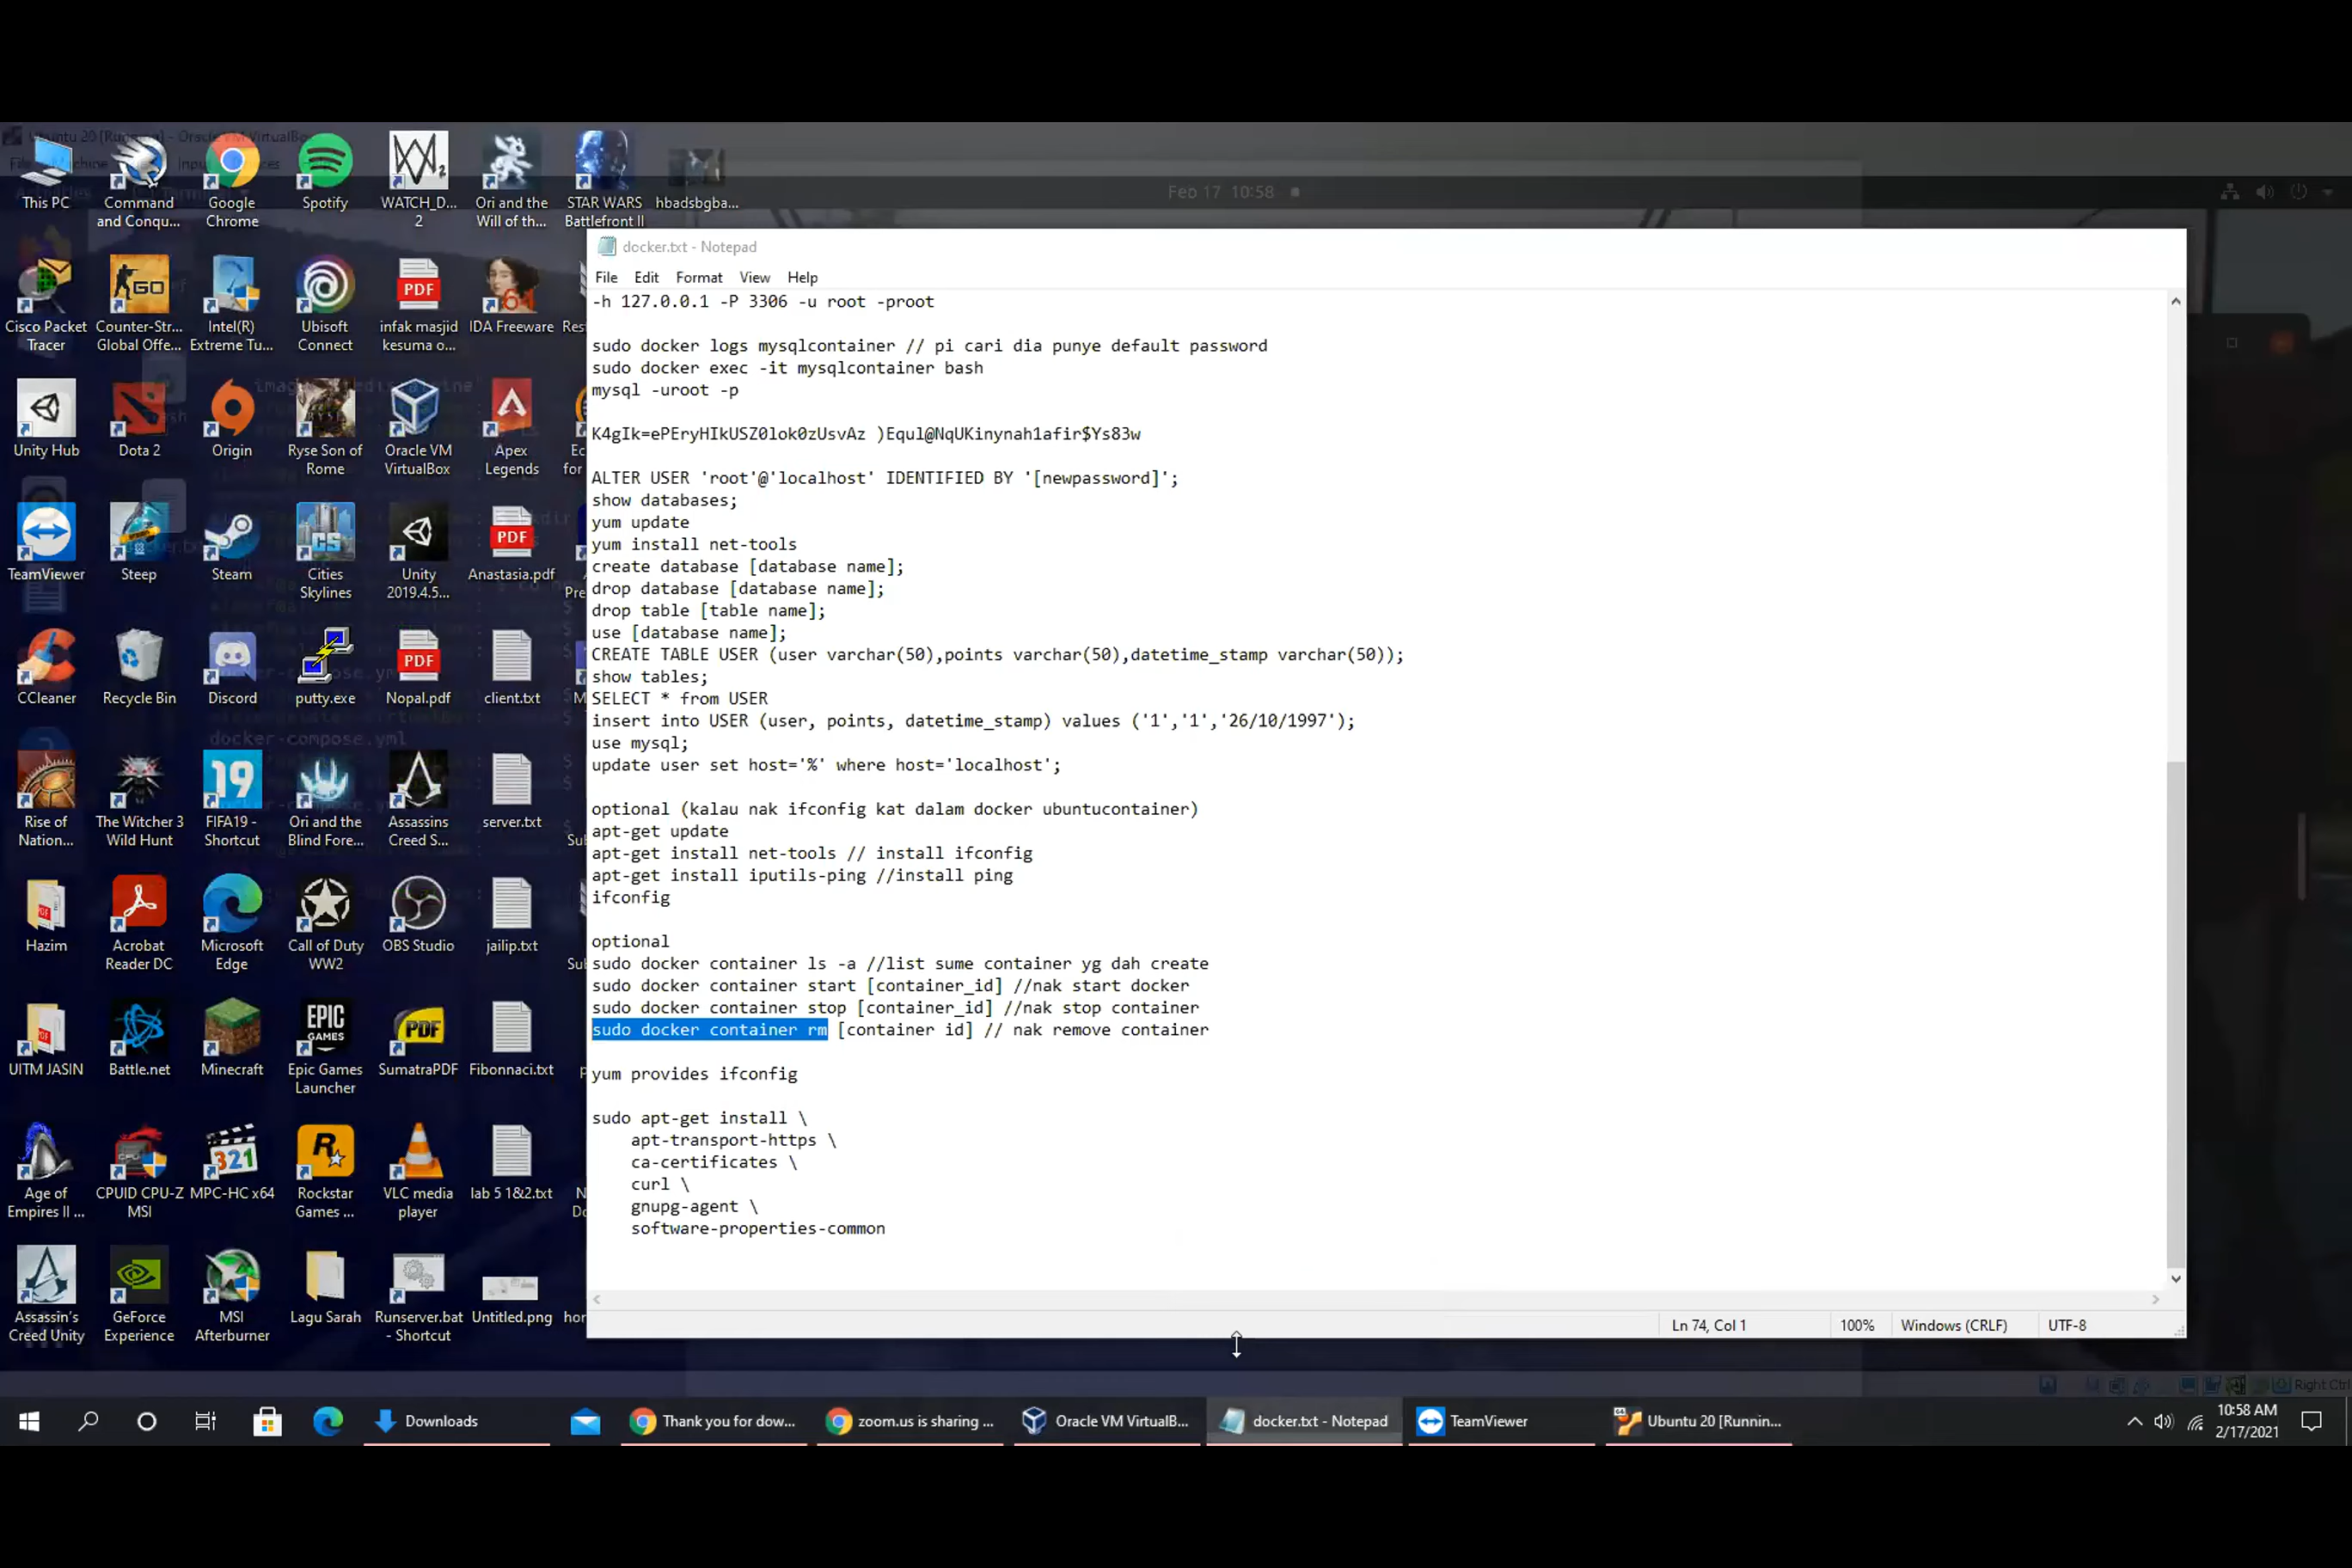 Ubuntu 20 [Running] - Oracle VM VirtualBox
Feb 17 10:58
This PC
Command and Conqu...
Google Chrome
Spotify
WATCH_D... 2
Ori and the Will of th...
STAR WARS Battlefront II
hbadsbgba...
Cisco Packet Tracer
Counter-Str... Global Offe...
Intel(R) Extreme Tu...
Ubisoft Connect
infak masjid kesuma o...
IDA Freeware
Unity Hub
Dota 2
Origin
Ryse Son of Rome
Oracle VM VirtualBox
Apex Legends
TeamViewer
Steep
Steam
Cities Skylines
Unity 2019.4.5...
Anastasia.pdf
CCleaner
Recycle Bin
Discord
putty.exe
Nopal.pdf
client.txt
docker-compose.yml
Rise of Nation...
The Witcher 3 Wild Hunt
FIFA19 - Shortcut
Ori and the Blind Fore...
Assassins Creed S...
server.txt
Hazim
Acrobat Reader DC
Microsoft Edge
Call of Duty WW2
OBS Studio
jailip.txt
UITM JASIN
Battle.net
Minecraft
Epic Games Launcher
SumatraPDF
Fibonnaci.txt
Age of Empires II ...
CPUID CPU-Z MSI
MPC-HC x64
Rockstar Games ...
VLC media player
lab 5 1&2.txt
Assassin's Creed Unity
GeForce Experience
MSI Afterburner
Lagu Sarah
Runserver.bat - Shortcut
Untitled.png
docker.txt - Notepad
File Edit Format View Help
-h 127.0.0.1 -P 3306 -u root -proot
sudo docker logs mysqlcontainer // pi cari dia punye default password
sudo docker exec -it mysqlcontainer bash
mysql -uroot -p
K4gIk=ePEryHIkUSZ0lok0zUsvAz )Equl@NqUKinynah1afir$Ys83w
ALTER USER 'root'@'localhost' IDENTIFIED BY '[newpassword]';
show databases;
yum update
yum install net-tools
create database [database name];
drop database [database name];
drop table [table name];
use [database name];
CREATE TABLE USER (user varchar(50),points varchar(50),datetime_stamp varchar(50));
show tables;
SELECT * from USER
insert into USER (user, points, datetime_stamp) values ('1','1','26/10/1997');
use mysql;
update user set host='%' where host='localhost';
optional (kalau nak ifconfig kat dalam docker ubuntucontainer)
apt-get update
apt-get install net-tools // install ifconfig
apt-get install iputils-ping //install ping
ifconfig
optional
sudo docker container ls -a //list sume container yg dah create
sudo docker container start [container_id] //nak start docker
sudo docker container stop [container_id] //nak stop container
sudo docker container rm [container id] // nak remove container
yum provides ifconfig
sudo apt-get install \
apt-transport-https \
ca-certificates \
curl \
gnupg-agent \
software-properties-common
Ln 74, Col 1 100% Windows (CRLF) UTF-8
Right Ctrl
Downloads
Thank you for dow...
zoom.us is sharing ...
Oracle VM VirtualB...
docker.txt - Notepad
TeamViewer
Ubuntu 20 [Runnin...
10:58 AM
2/17/2021